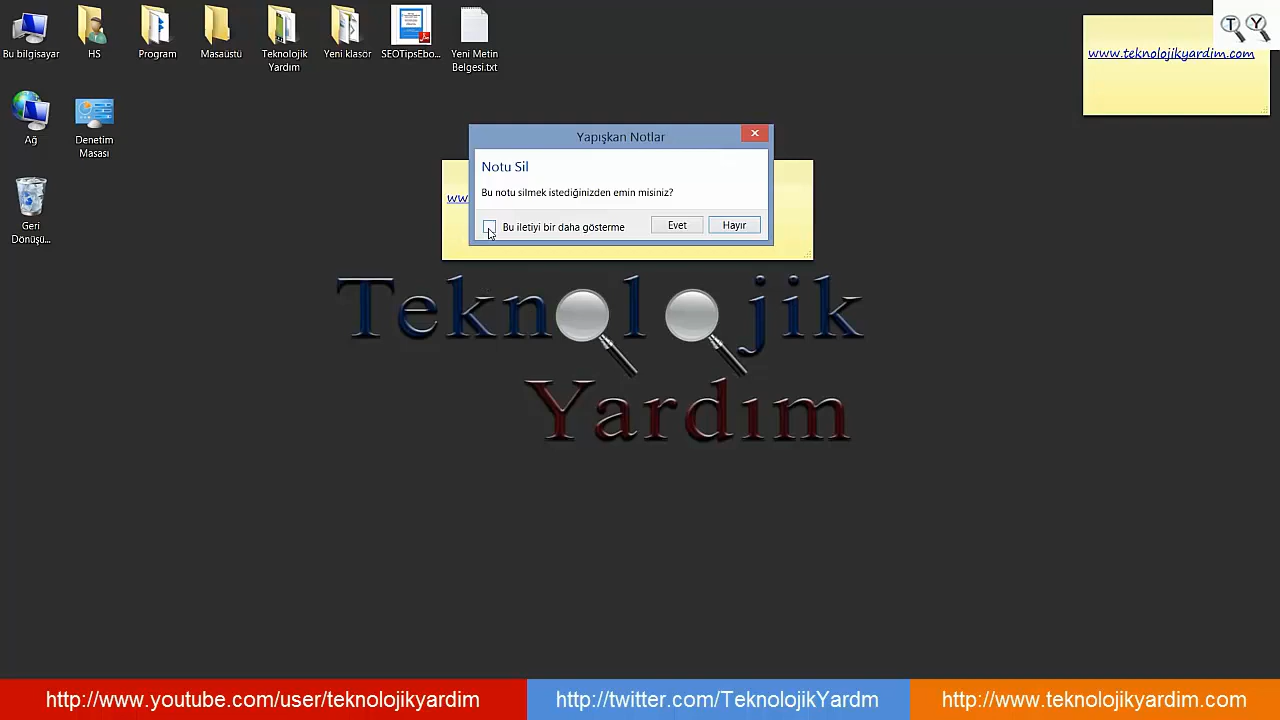 Bu bilgisayar
HS
Program
Masaüstü
Teknolojik
Yardım
Yeni klasor
SEOTipsEbo...
Yeni Metin
Belgesi.txt
T Y
www.teknolojikyardim.com
Ağ
Denetim
Masası
Geri
Dönüşü...
Yapışkan Notlar
Notu Sil
Bu notu silmek istediğinizden emin misiniz?
ww
Bu iletiyi bir daha gösterme
Evet
Hayır
Teknolojik
Yardım
http://www.youtube.com/user/teknolojikyardim
http://twitter.com/TeknolojikYardm
http://www.teknolojikyardim.com